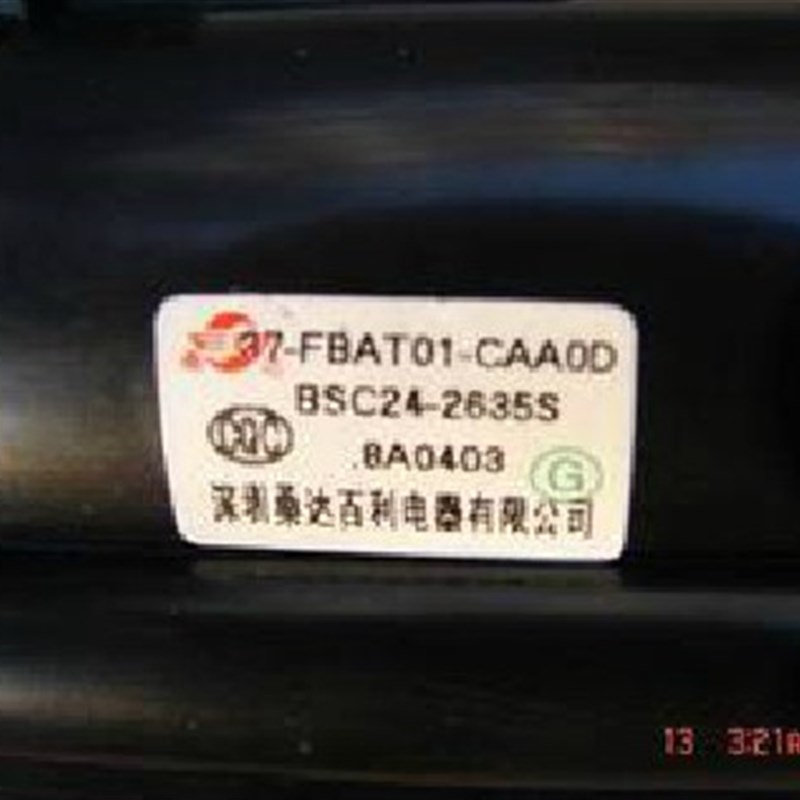 37-FBAT01-CAA0D
BSC24-2635S
CQC
.8A0403
G
深圳桑达百利电器有限公司
13 3:21A